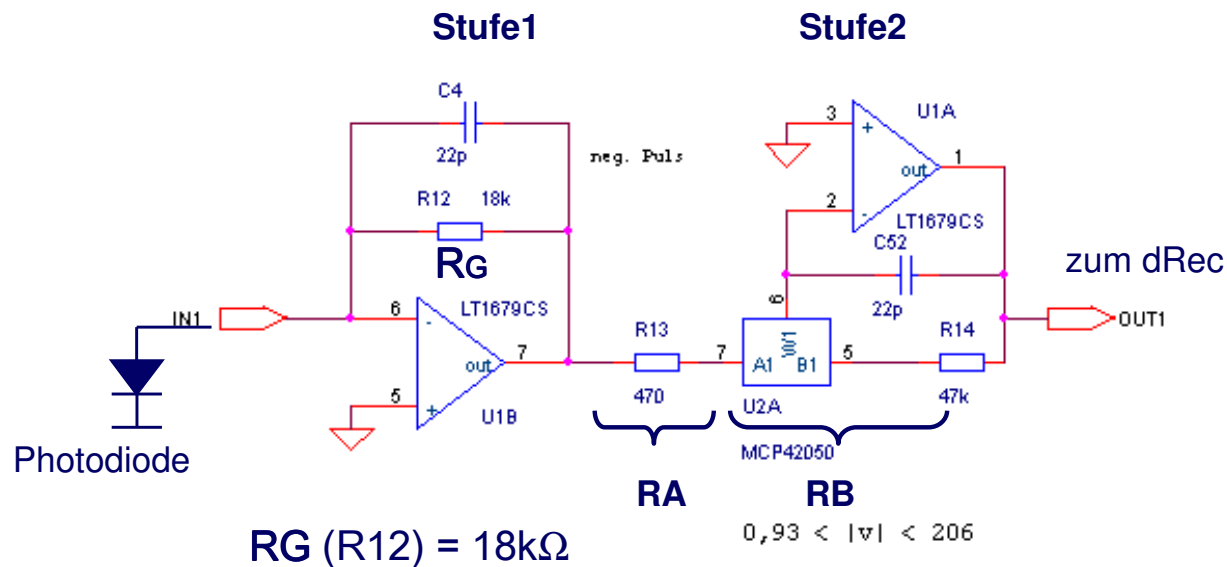 Stufe1
Stufe2
C4
22p
neg. Puls
R12 18k
RG
LT1679CS
IN1
6
-
7
out
5
+
U1B
Photodiode
R13
470
RA
3
+
U1A
1
out
2
-
LT1679CS
C52
22p
6
7
A1
W1
B1
5
U2A
MCP42050
R14
47k
RB
zum dRec
OUT1
0,93 < |v| < 206
RG (R12) = 18kΩ